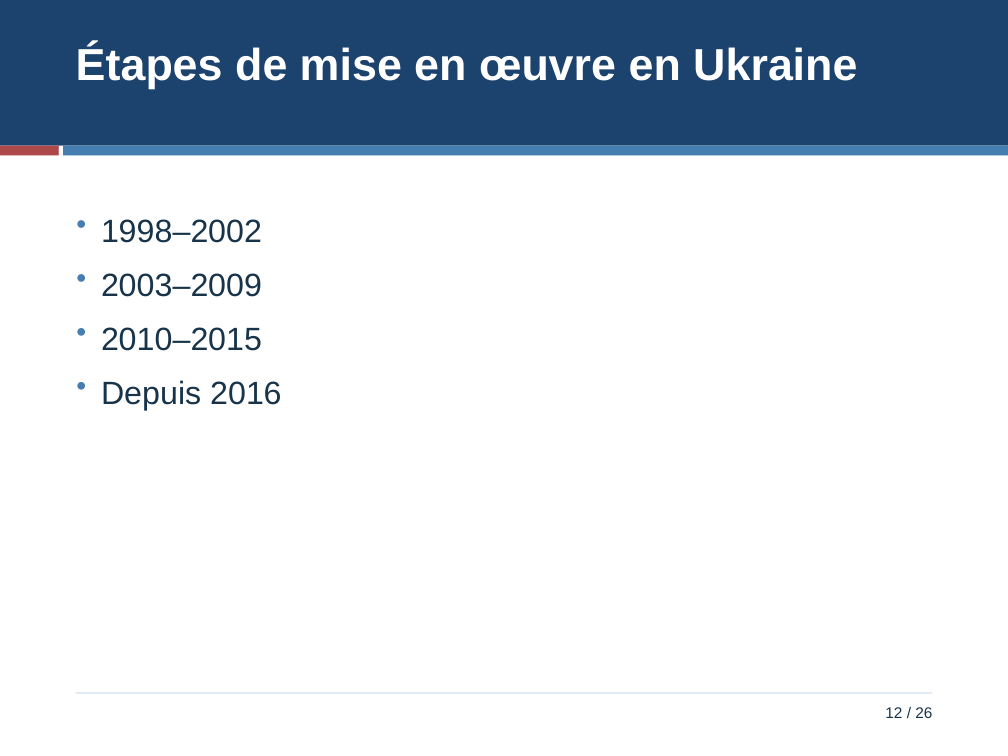 Étapes de mise en œuvre en Ukraine
• 1998–2002
• 2003–2009
• 2010–2015
• Depuis 2016
12 / 26